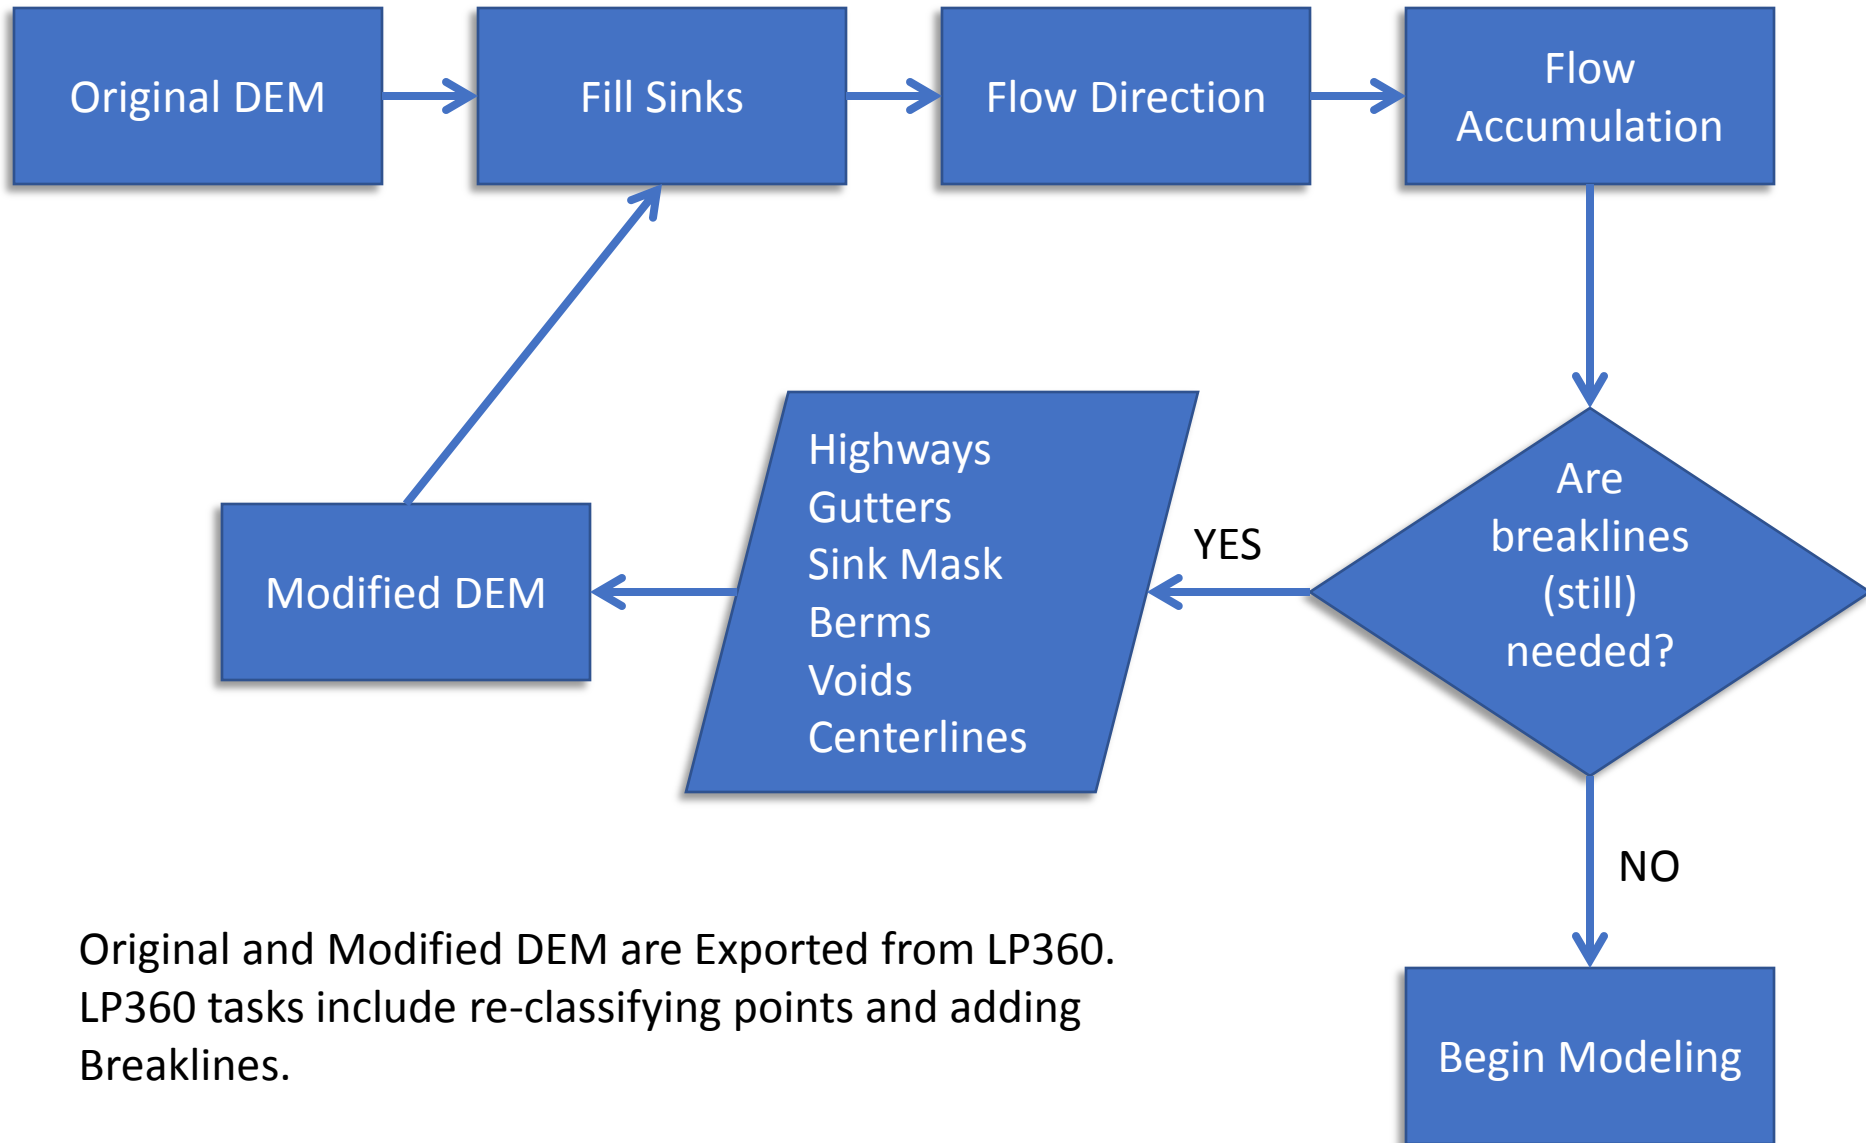 Original DEM
Fill Sinks
Flow Direction
Flow
Accumulation
Are
breaklines
(still)
needed?
YES
Highways
Gutters
Sink Mask
Berms
Voids
Centerlines
Modified DEM
NO
Begin Modeling
Original and Modified DEM are Exported from LP360.
LP360 tasks include re-classifying points and adding
Breaklines.